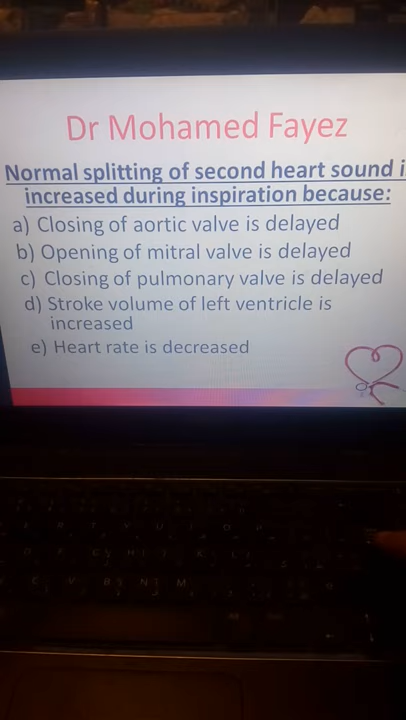 Dr Mohamed Fayez
Normal splitting of second heart sound i
increased during inspiration because:
a) Closing of aortic valve is delayed
b) Opening of mitral valve is delayed
c) Closing of pulmonary valve is delayed
d) Stroke volume of left ventricle is
increased
e) Heart rate is decreased